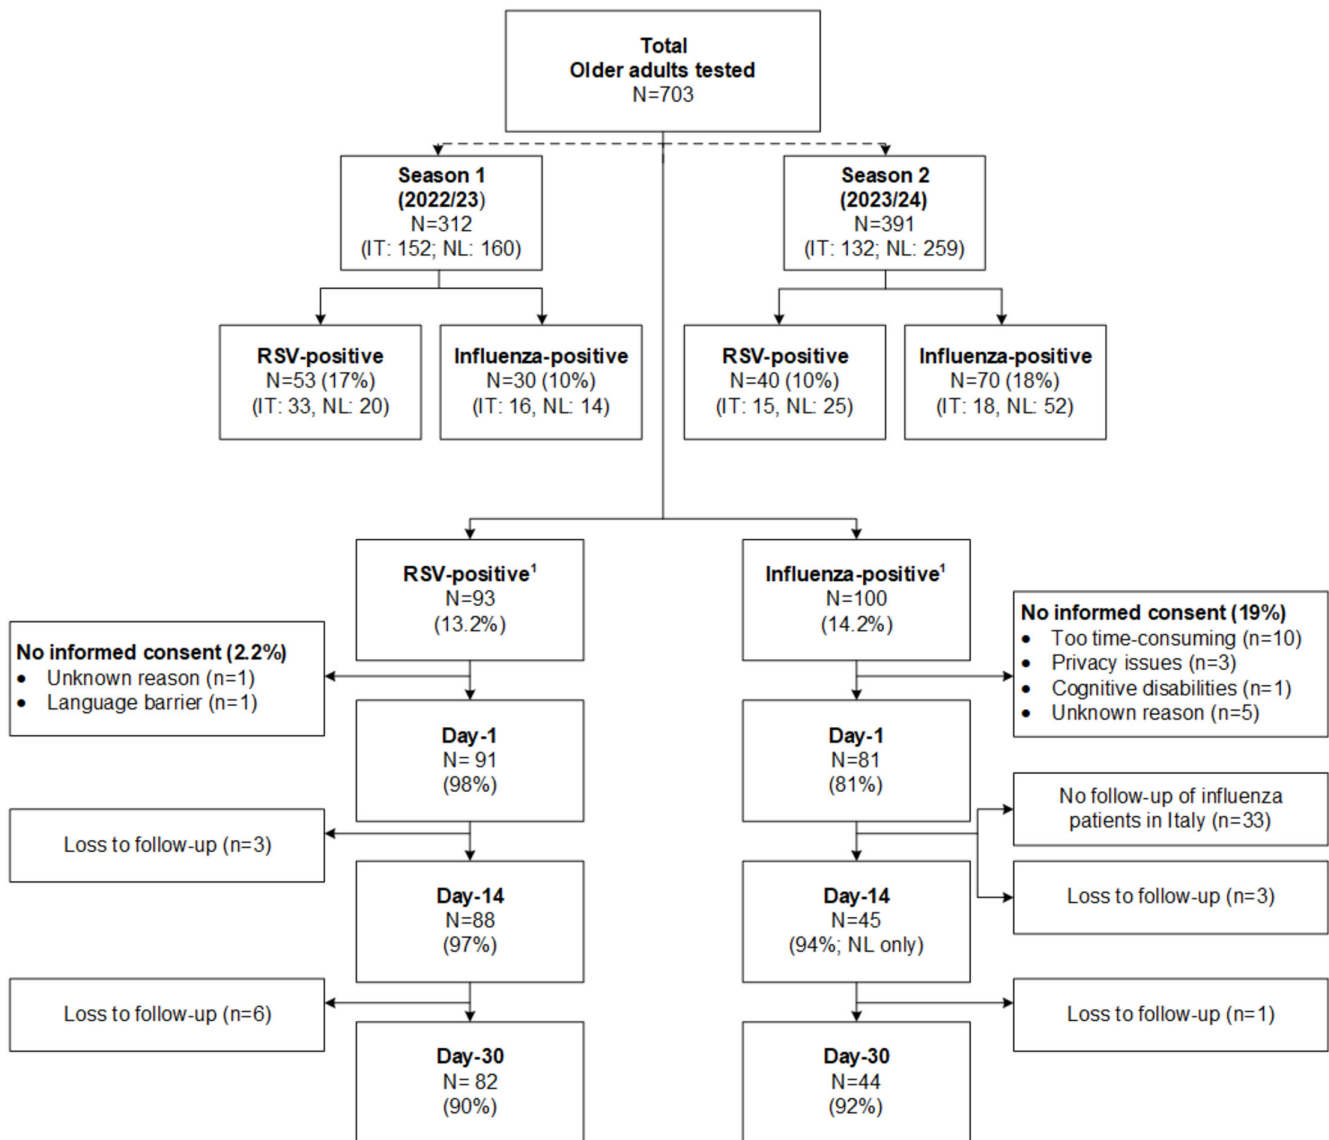 Total
Older adults tested
N=703
Season 1
(2022/23)
N=312
(IT: 152; NL: 160)
Season 2
(2023/24)
N=391
(IT: 132; NL: 259)
RSV-positive
N=53 (17%)
(IT: 33, NL: 20)
Influenza-positive
N=30 (10%)
(IT: 16, NL: 14)
RSV-positive
N=40 (10%)
(IT: 15, NL: 25)
Influenza-positive
N=70 (18%)
(IT: 18, NL: 52)
RSV-positive¹
N=93
(13.2%)
Influenza-positive¹
N=100
(14.2%)
No informed consent (2.2%)
• Unknown reason (n=1)
• Language barrier (n=1)
No informed consent (19%)
• Too time-consuming (n=10)
• Privacy issues (n=3)
• Cognitive disabilities (n=1)
• Unknown reason (n=5)
Day-1
N= 91
(98%)
Day-1
N=81
(81%)
Loss to follow-up (n=3)
No follow-up of influenza
patients in Italy (n=33)
Loss to follow-up (n=3)
Day-14
N=88
(97%)
Day-14
N=45
(94%; NL only)
Loss to follow-up (n=6)
Loss to follow-up (n=1)
Day-30
N= 82
(90%)
Day-30
N=44
(92%)